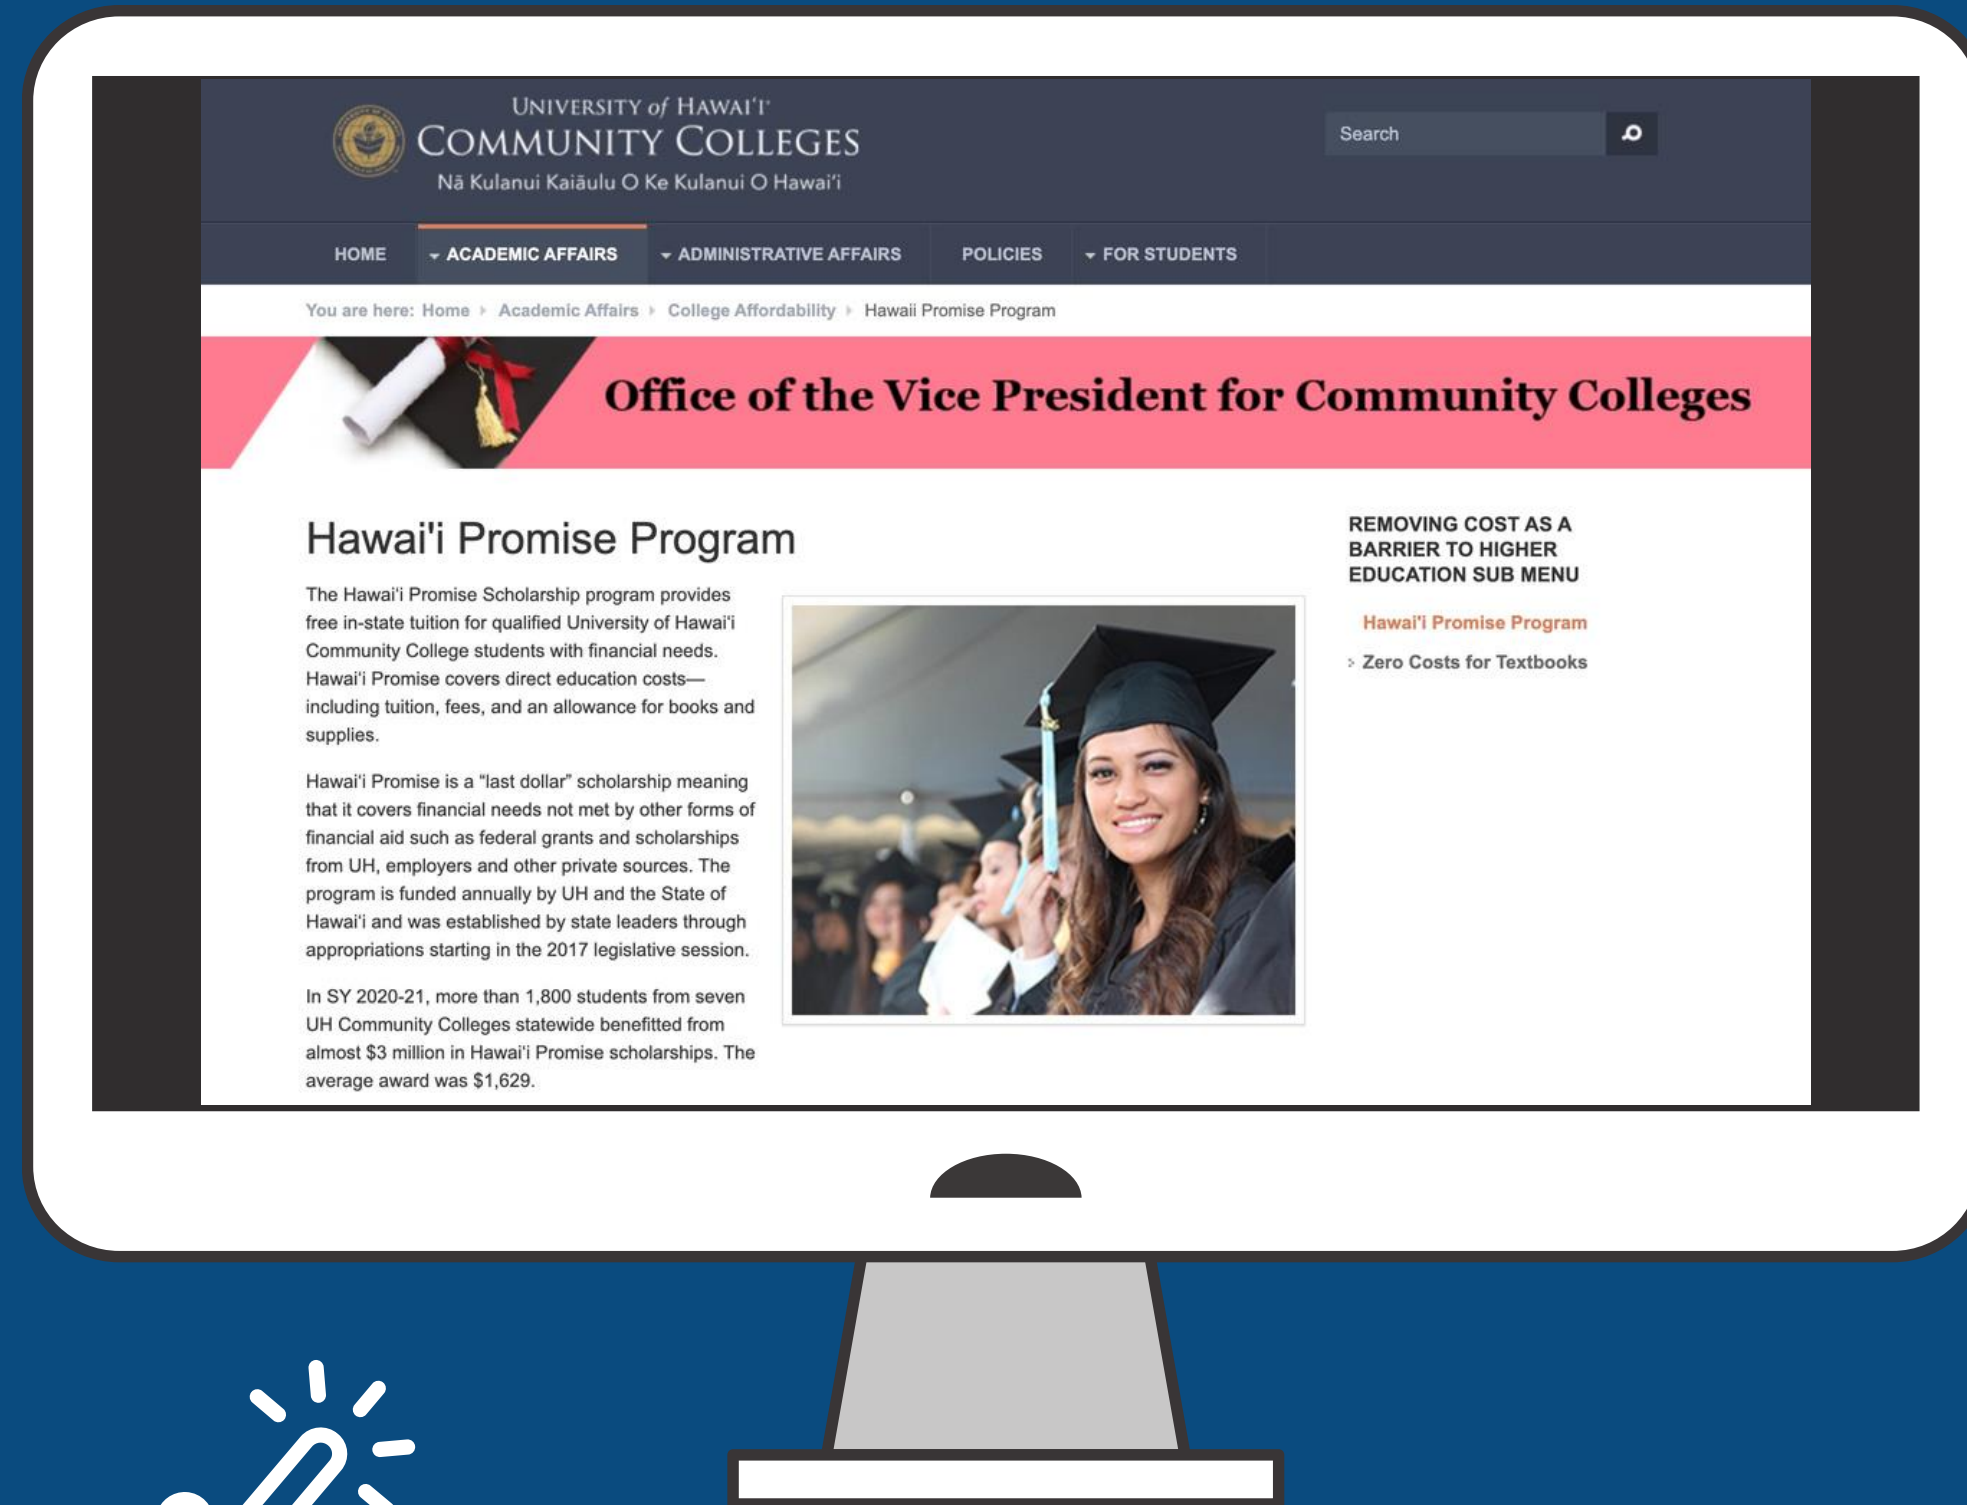 UNIVERSITY of HAWAI'I
COMMUNITY COLLEGES
Nā Kulanui Kaiāulu O Ke Kulanui O Hawai'i
Search
HOME
ACADEMIC AFFAIRS
ADMINISTRATIVE AFFAIRS
POLICIES
FOR STUDENTS
You are here: Home Academic Affairs College Affordability Hawaii Promise Program
Office of the Vice President for Community Colleges
Hawai'i Promise Program
The Hawai'i Promise Scholarship program provides
free in-state tuition for qualified University of Hawai'i
Community College students with financial needs.
Hawai'i Promise covers direct education costs—
including tuition, fees, and an allowance for books and
supplies.
Hawai'i Promise is a “last dollar” scholarship meaning
that it covers financial needs not met by other forms of
financial aid such as federal grants and scholarships
from UH, employers and other private sources. The
program is funded annually by UH and the State of
Hawai'i and was established by state leaders through
appropriations starting in the 2017 legislative session.
In SY 2020-21, more than 1,800 students from seven
UH Community Colleges statewide benefitted from
almost $3 million in Hawai'i Promise scholarships. The
average award was $1,629.
REMOVING COST AS A
BARRIER TO HIGHER
EDUCATION SUB MENU
Hawai'i Promise Program
Zero Costs for Textbooks